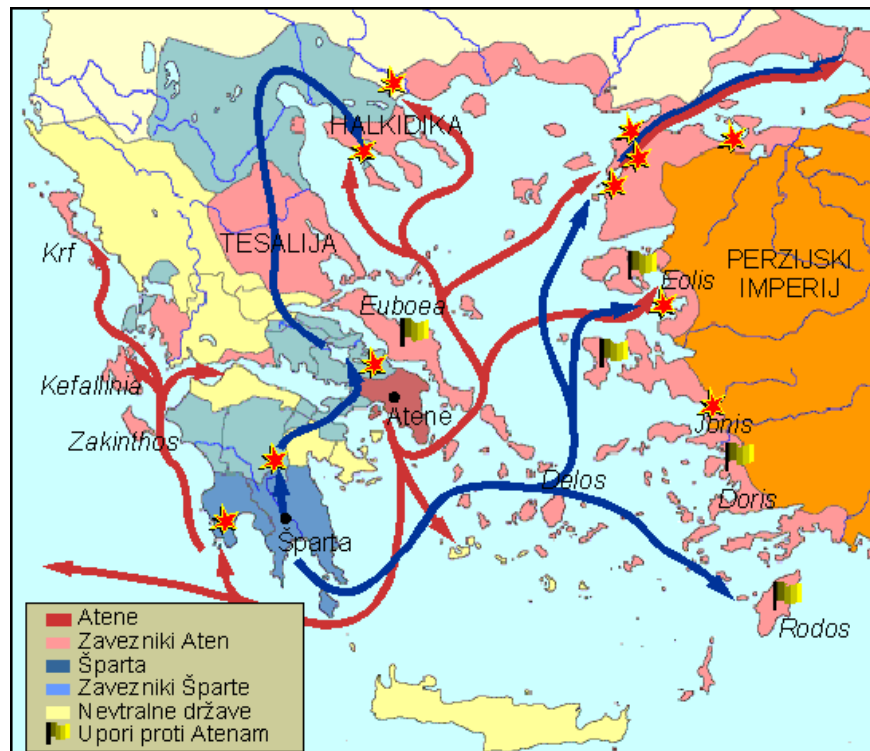 HALKIDIKA
Krf
TESALIJA
PERZIJSKI
IMPERIJ
Eolis
Euboea
Kefallinia
Atene
Zakinthos
Jonis
Delos
Doris
Šparta
Rodos
Atene
Zavezniki Aten
Šparta
Zavezniki Šparte
Nevtralne države
Upori proti Atenam